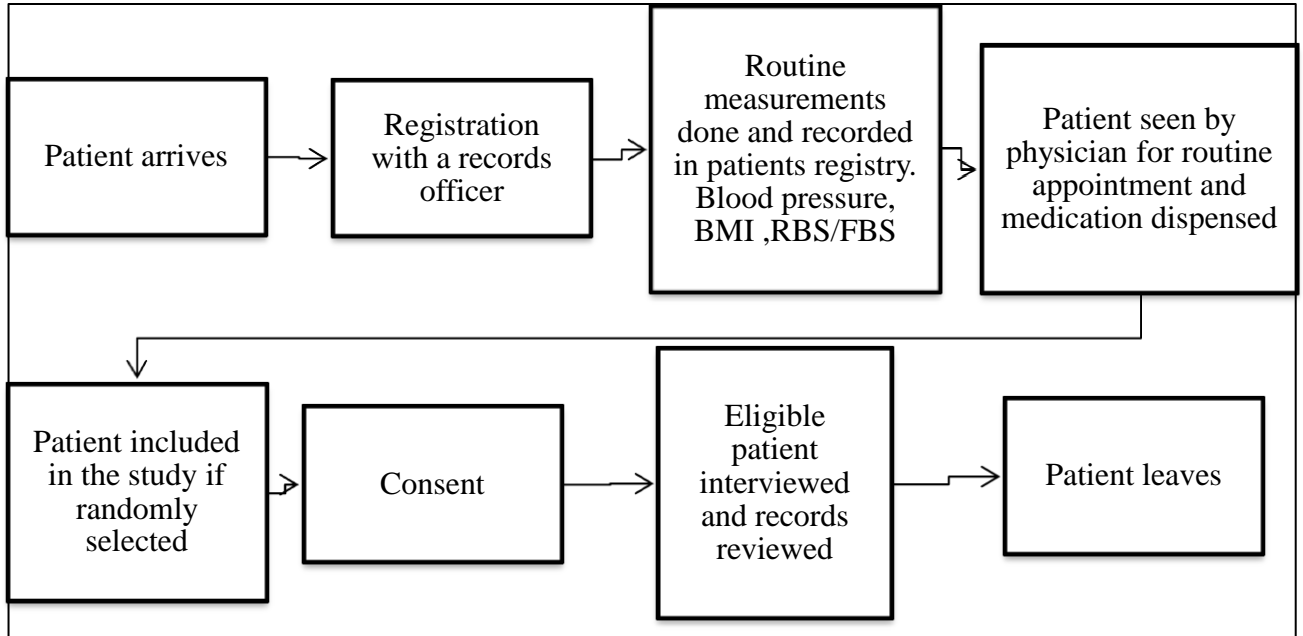 Patient arrives
Registration
with a records
officer
Routine
measurements
done and recorded
in patients registry.
Blood pressure,
BMI ,RBS/FBS
Patient seen by
physician for routine
appointment and
medication dispensed
Patient included
in the study if
randomly
selected
Consent
Eligible
patient
interviewed
and records
reviewed
Patient leaves